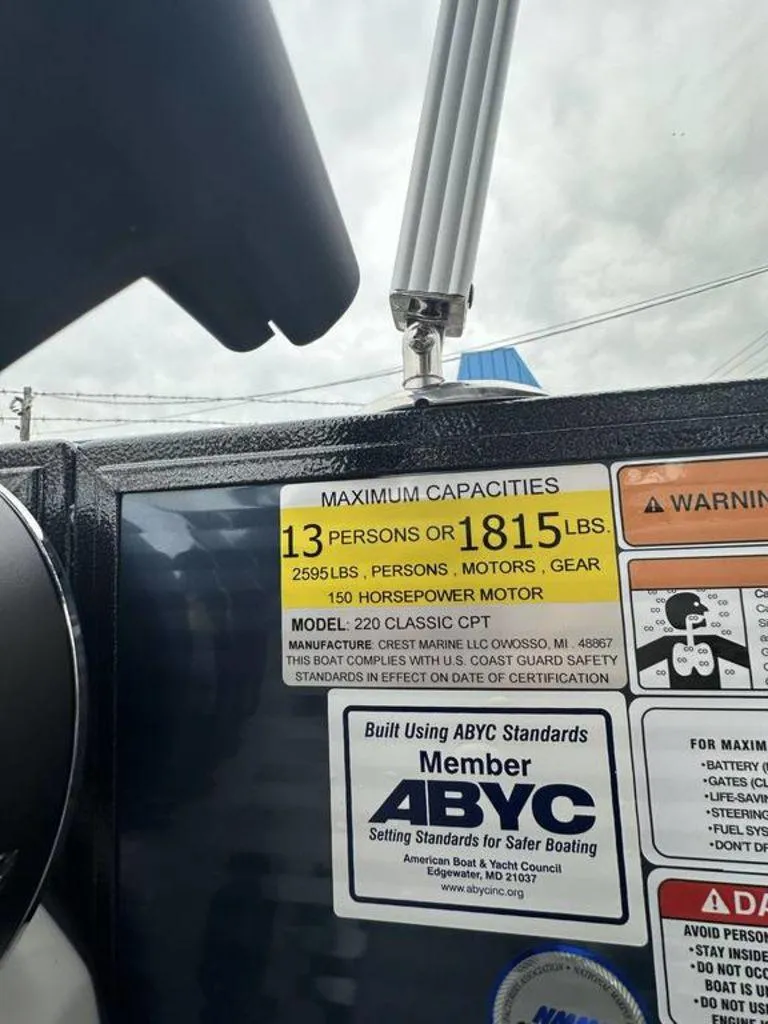 MAXIMUM CAPACITIES
13 PERSONS OR 1815 LBS.
2595 LBS , PERSONS , MOTORS , GEAR
150 HORSEPOWER MOTOR
MODEL: 220 CLASSIC CPT
MANUFACTURE: CREST MARINE LLC OWOSSO, MI . 48867
THIS BOAT COMPLIES WITH U.S. COAST GUARD SAFETY
STANDARDS IN EFFECT ON DATE OF CERTIFICATION
Built Using ABYC Standards
Member
ABYC
Setting Standards for Safer Boating
American Boat & Yacht Council
Edgewater, MD 21037
www.abycinc.org
WARNIN
FOR MAXIM
•BATTERY (
•GATES (CL
•LIFE-SAVIN
•STEERING
•FUEL SYS
•DON'T DR
DA
AVOID PERSON
•STAY INSIDE
•DO NOT OCC
BOAT IS U
•DO NOT US
ENGINE
NMM